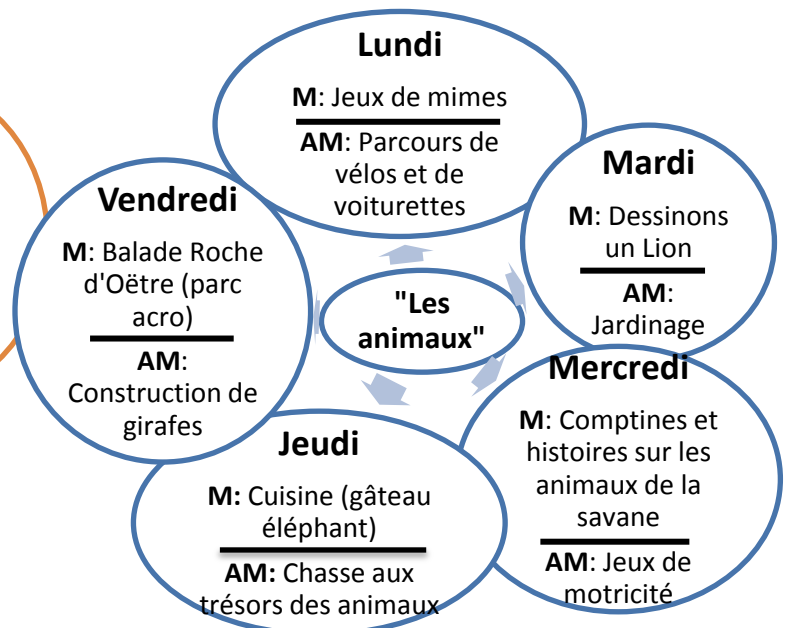 Lundi
M: Jeux de mimes
AM: Parcours de
vélos et de
voiturettes
Mardi
M: Dessinons
un Lion
AM:
Jardinage
Mercredi
M: Comptines et
histoires sur les
animaux de la
savane
AM: Jeux de
motricité
Jeudi
M: Cuisine (gâteau
éléphant)
AM: Chasse aux
trésors des animaux
Vendredi
M: Balade Roche
d'Oëtre (parc
acro)
AM:
Construction de
girafes
"Les
animaux"